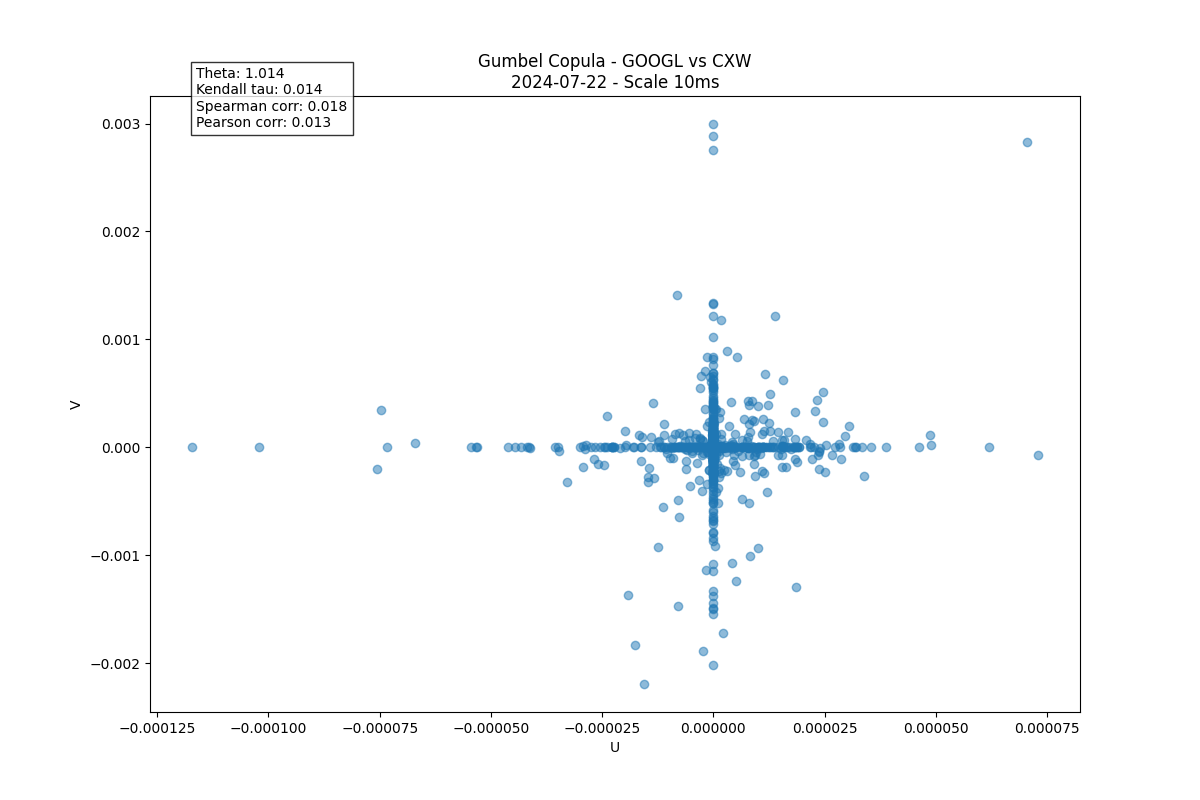 Gumbel Copula - GOOGL vs CXW
2024-07-22 - Scale 10ms
Theta: 1.014
Kendall tau: 0.014
Spearman corr: 0.018
Pearson corr: 0.013
0.003
0.002
0.001
0.000
−0.001
−0.002
V
−0.000125 −0.000100 −0.000075 −0.000050 −0.000025 0.000000 0.000025 0.000050 0.000075
U